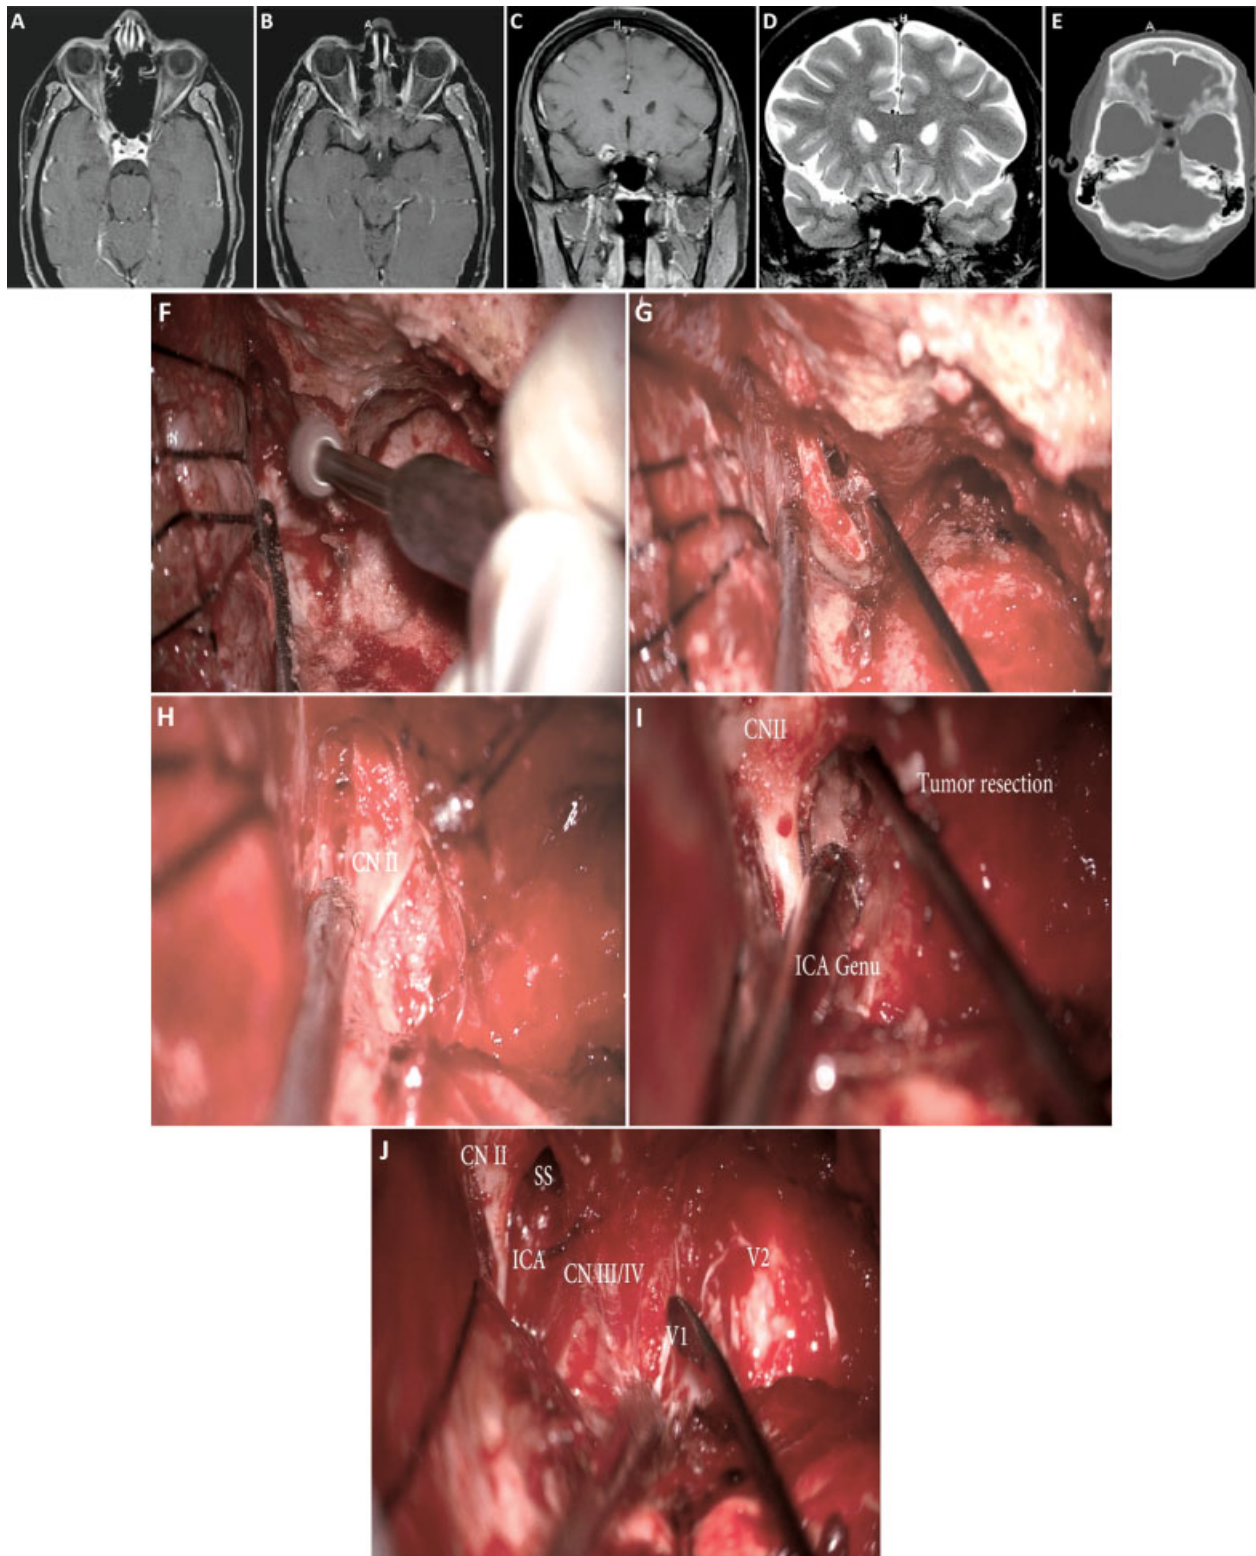 A
A
B
A
C
H
D
H
E
A
F
G
H
CN II
I
CNII
Tumor resection
ICA Genu
J
CN II
SS
ICA
CN III/IV
V2
V1